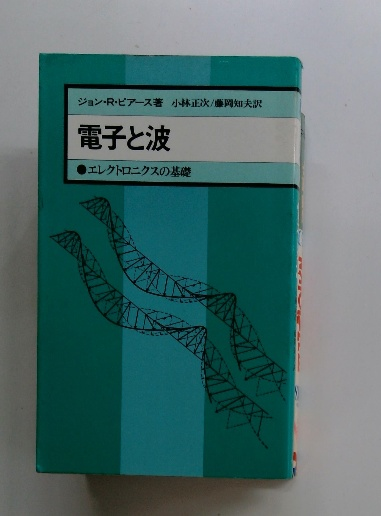 ジョン・R・ピアース著 小林正次/藤岡知夫訳
電子と波
●エレクトロニクスの基礎